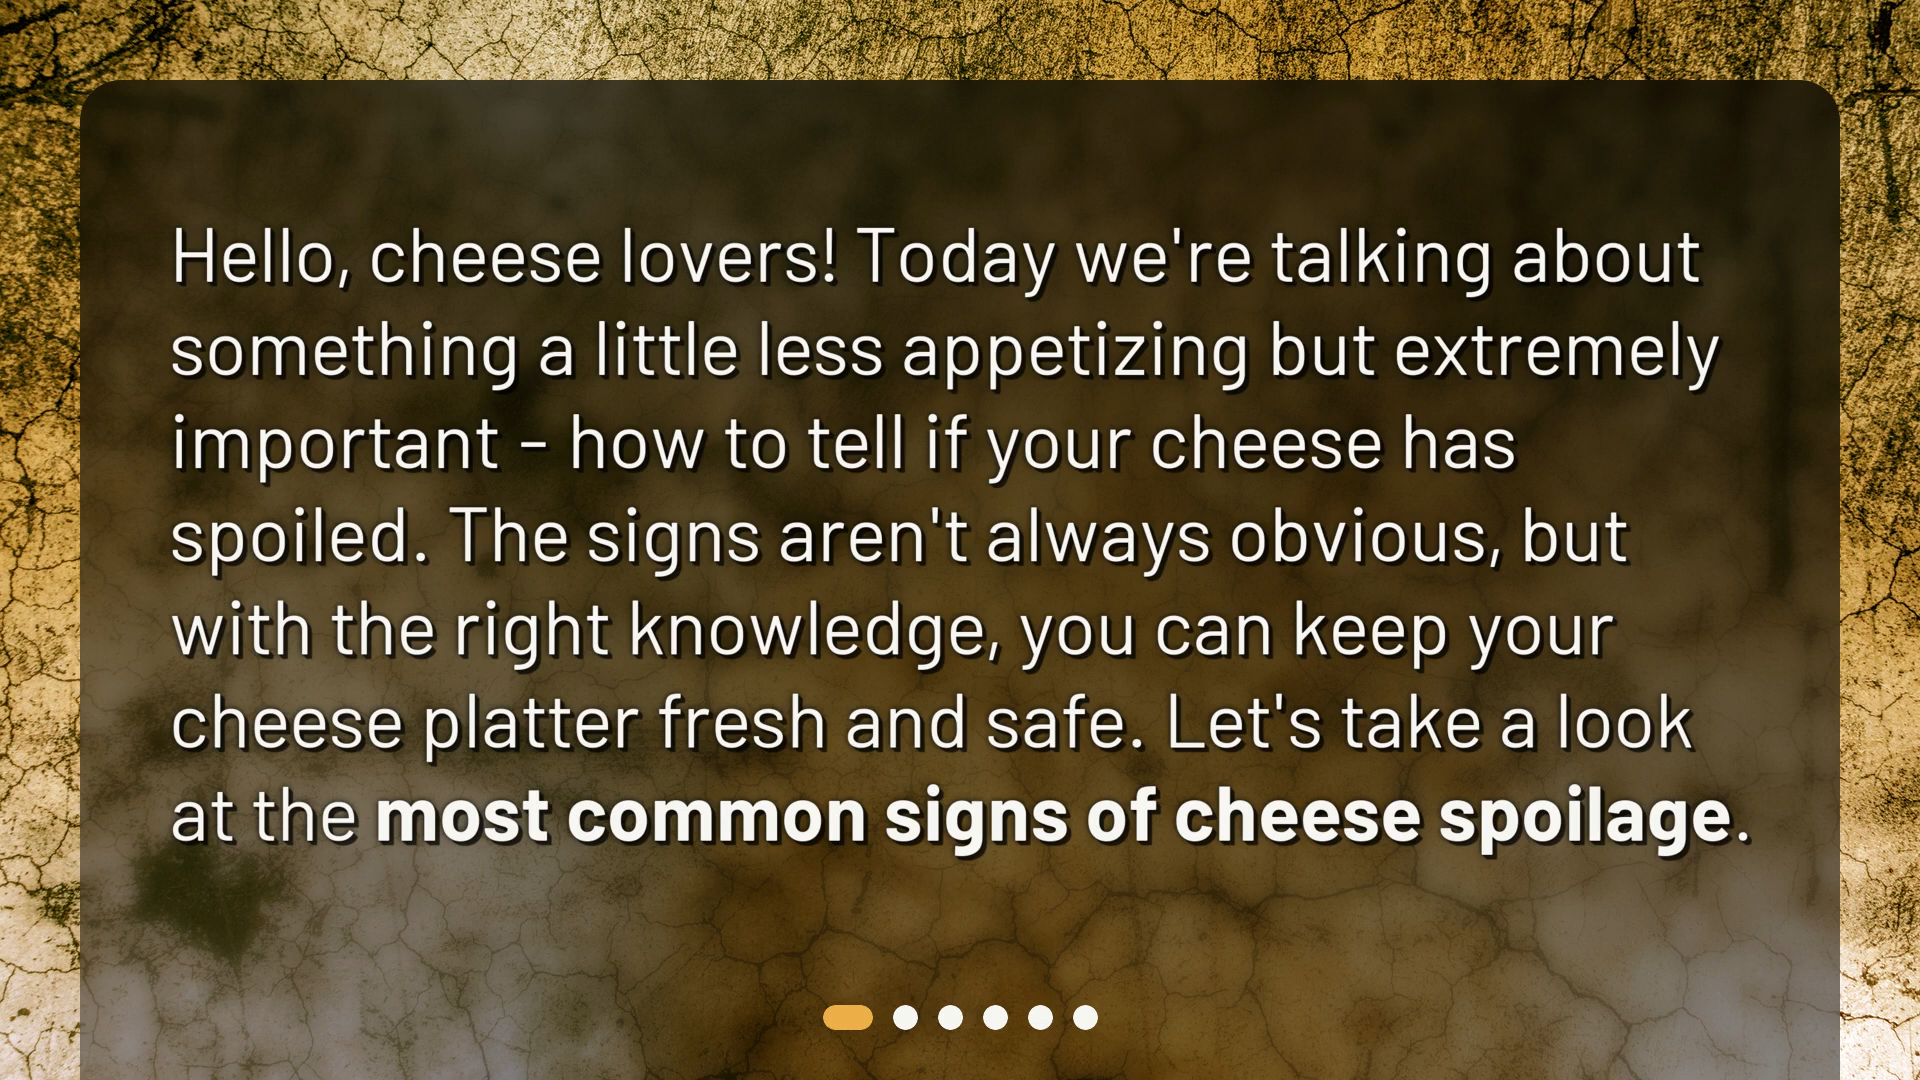 Hello, cheese lovers! Today we're talking about
something a little less appetizing but extremely
important - how to tell if your cheese has
spoiled. The signs aren't always obvious, but
with the right knowledge, you can keep your
cheese platter fresh and safe. Let's take a look
at the most common signs of cheese spoilage.